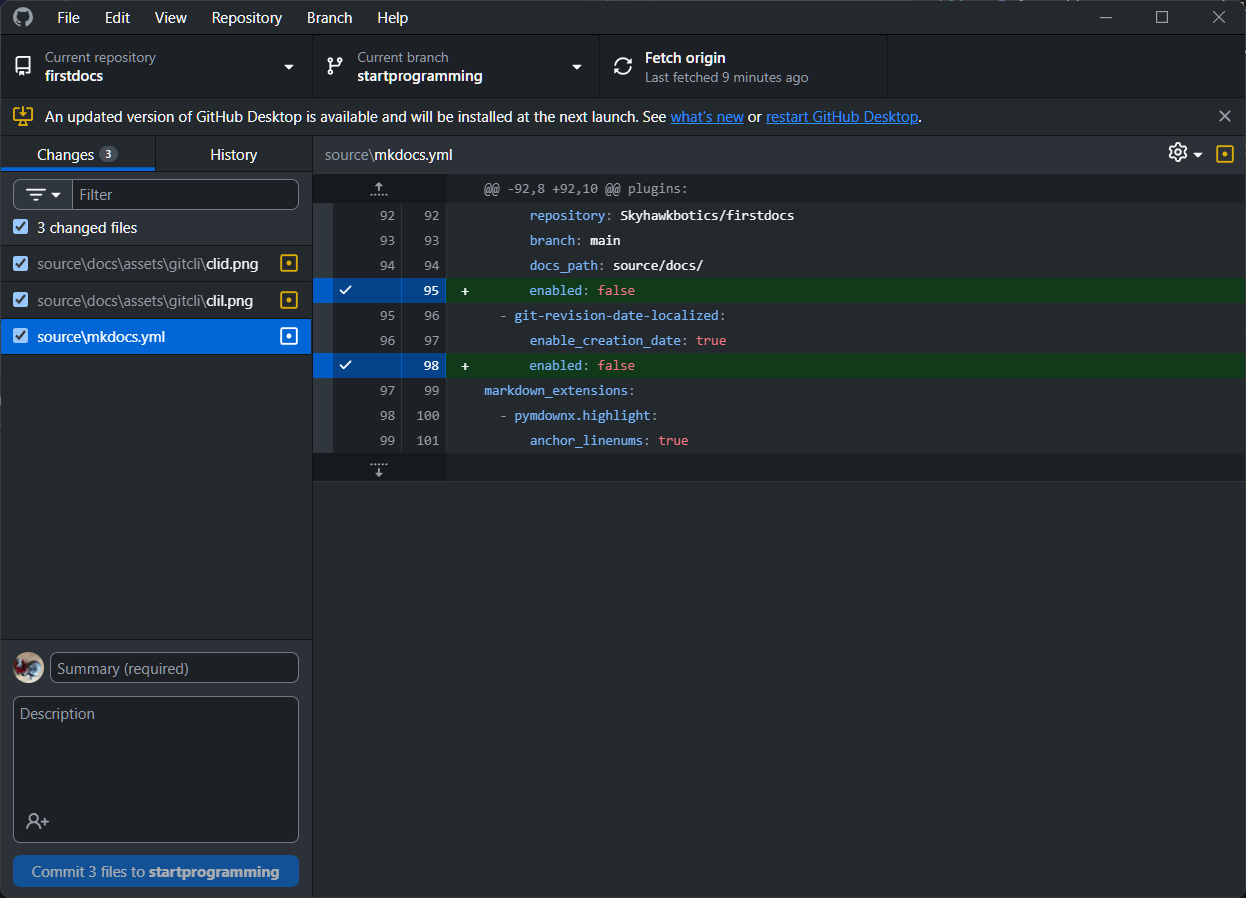 File Edit View Repository Branch Help
Current repository
firstdocs
Current branch
startprogramming
Fetch origin
Last fetched 9 minutes ago
An updated version of GitHub Desktop is available and will be installed at the next launch. See what's new or restart GitHub Desktop.
Changes 3
History
Filter
3 changed files
source\docs\assets\gitcli\clid.png
source\docs\assets\gitcli\clil.png
source\mkdocs.yml
source\mkdocs.yml
@@ -92,8 +92,10 @@ plugins:
92 92 repository: Skyhawkbotics/firstdocs
93 93 branch: main
94 94 docs_path: source/docs/
95 + enabled: false
95 96 - git-revision-date-localized:
96 97 enable_creation_date: true
98 + enabled: false
97 99 markdown_extensions:
98 100 - pymdownx.highlight:
99 101 anchor_linenums: true
Summary (required)
Description
Commit 3 files to startprogramming